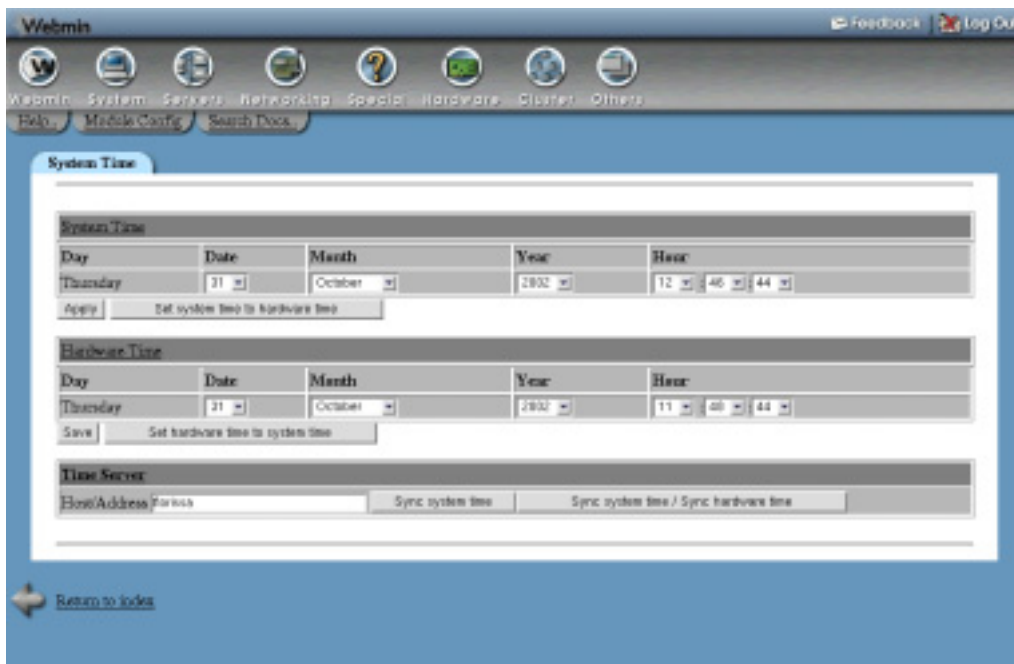 Webmin
Feedback Log Ou
Webmin System Servers Networking Special Hardware Cluster Others
Help.. Module Config Search Docs..
System Time
System Time
Day Date Month Year Hour
Thursday 31 October 2002 12 : 46 : 44
Apply Set system time to hardware time
Hardware Time
Day Date Month Year Hour
Thursday 31 October 2002 11 : : 44
Save Set hardware time to system time
Time Server
Host/Address
Sync system time Sync system time / Sync hardware time
Return to index